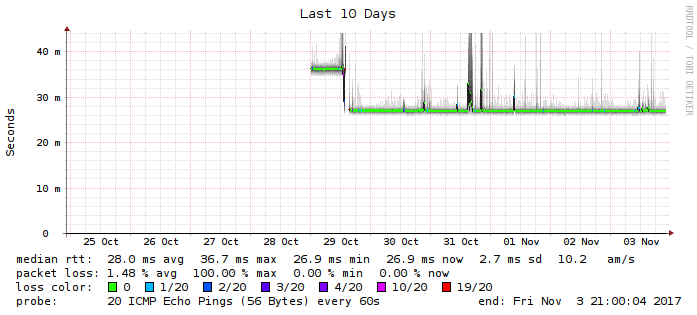 Last 10 Days
RRDTOOL / TOBI OETIKER
Seconds
40 m
30 m
20 m
10 m
0
25 Oct 26 Oct 27 Oct 28 Oct 29 Oct 30 Oct 31 Oct 01 Nov 02 Nov 03 Nov
median rtt: 28.0 ms avg 36.7 ms max 26.9 ms min 26.9 ms now 2.7 ms sd 10.2 am/s
packet loss: 1.48 % avg 100.00 % max 0.00 % min 0.00 % now
loss color: 0 1/20 2/20 3/20 4/20 10/20 19/20
probe: 20 ICMP Echo Pings (56 Bytes) every 60s end: Fri Nov 3 21:00:04 2017